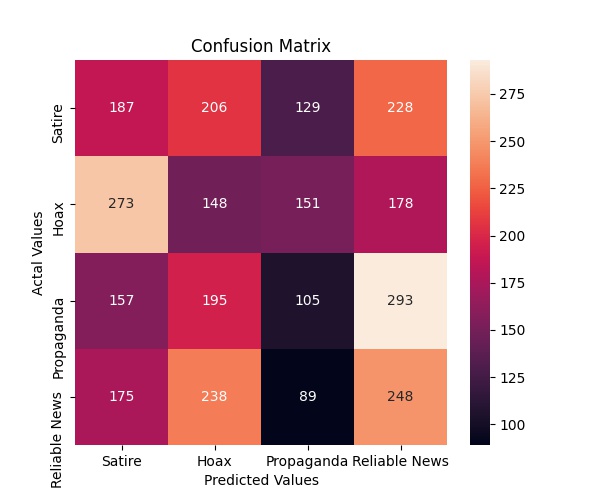 Confusion Matrix
Actal Values
Satire
187 206 129 228
Hoax
273 148 151 178
Propaganda
157 195 105 293
Reliable News
175 238 89 248
Satire Hoax Propaganda Reliable News
Predicted Values
275
250
225
200
175
150
125
100